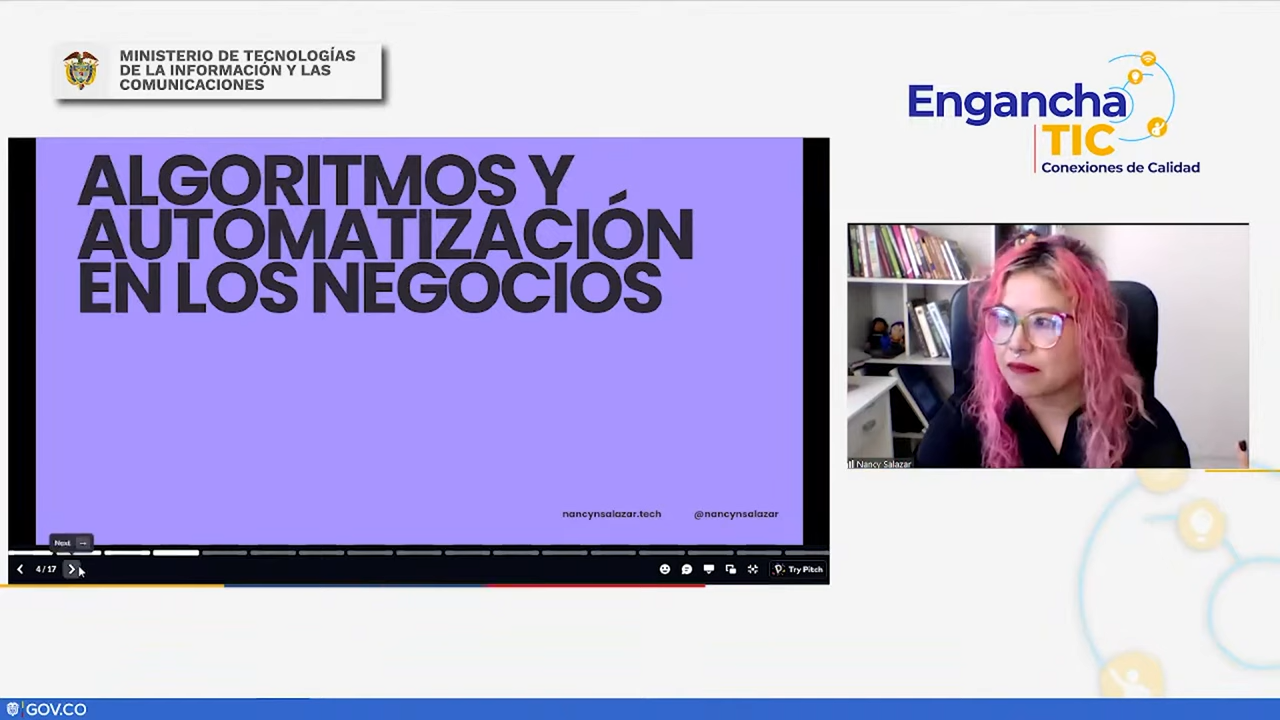 MINISTERIO DE TECNOLOGÍAS
DE LA INFORMACIÓN Y LAS
COMUNICACIONES
Engancha
TIC
Conexiones de Calidad
ALGORITMOS Y
AUTOMATIZACIÓN
EN LOS NEGOCIOS
nancynsalazar.tech @nancynsalazar
Nancy Salazar
Next →
4 / 17
Try Pitch
GOV.CO